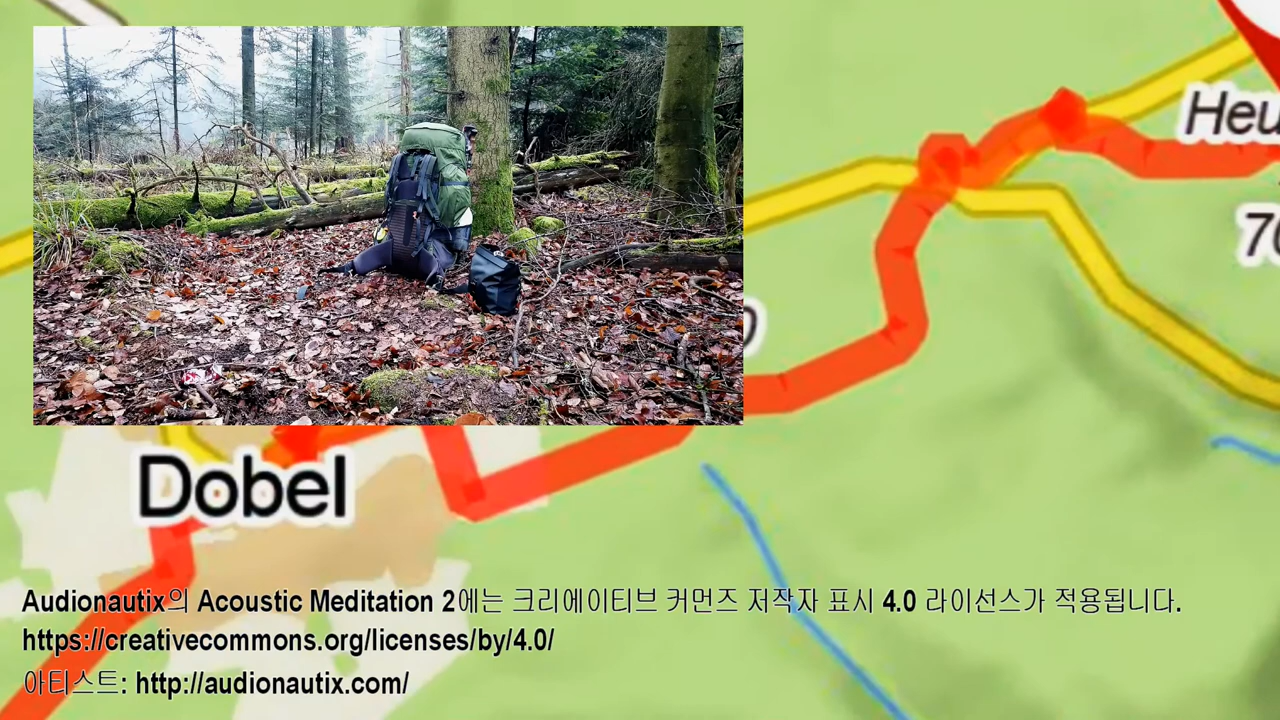 Heu
70
Dobel
Audionautix의 Acoustic Meditation 2에는 크리에이티브 커먼즈 저작자 표시 4.0 라이선스가 적용됩니다.
https://creativecommons.org/licenses/by/4.0/
아티스트: http://audionautix.com/